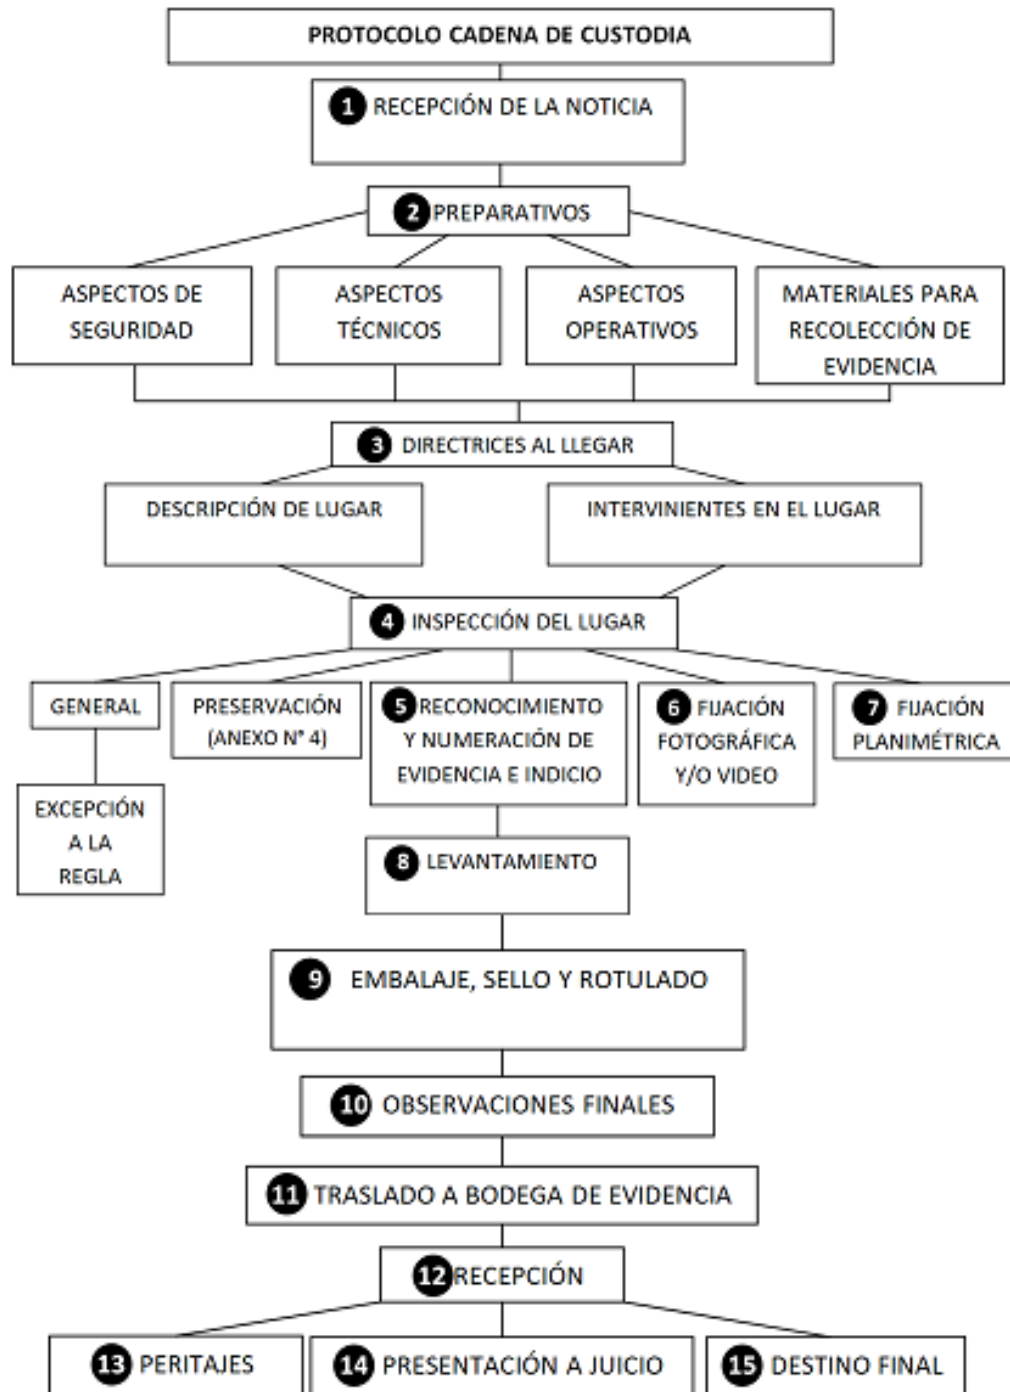 PROTOCOLO CADENA DE CUSTODIA
1 RECEPCIÓN DE LA NOTICIA
2 PREPARATIVOS
ASPECTOS DE
SEGURIDAD
ASPECTOS
TÉCNICOS
ASPECTOS
OPERATIVOS
MATERIALES PARA
RECOLECCIÓN DE
EVIDENCIA
3 DIRECTRICES AL LLEGAR
DESCRIPCIÓN DE LUGAR
INTERVINIENTES EN EL LUGAR
4 INSPECCIÓN DEL LUGAR
GENERAL
EXCEPCIÓN
A LA
REGLA
PRESERVACIÓN
(ANEXO N° 4)
5 RECONOCIMIENTO
Y NUMERACIÓN DE
EVIDENCIA E INDICIO
6 FIJACIÓN
FOTOGRÁFICA
Y/O VIDEO
7 FIJACIÓN
PLANIMÉTRICA
8 LEVANTAMIENTO
9 EMBALAJE, SELLO Y ROTULADO
10 OBSERVACIONES FINALES
11 TRASLADO A BODEGA DE EVIDENCIA
12 RECEPCIÓN
13 PERITAJES
14 PRESENTACIÓN A JUICIO
15 DESTINO FINAL